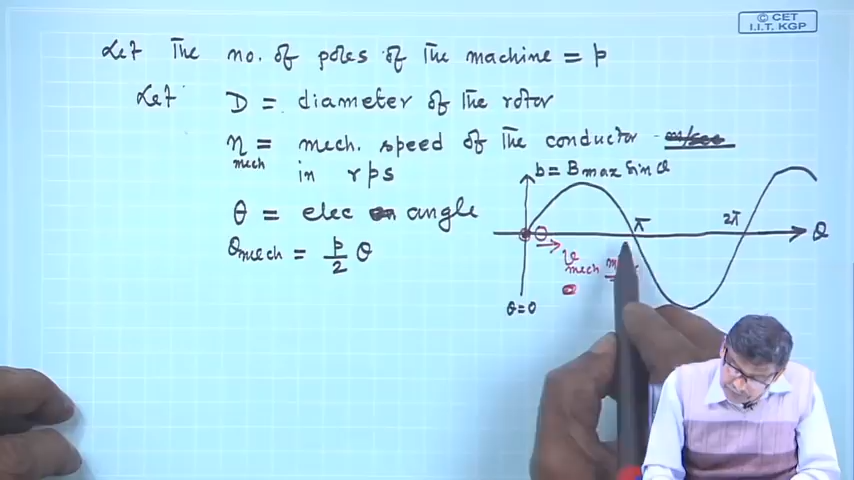 © CET
I.I.T. KGP
Let the no. of poles of the machine = p
Let D = diameter of the rotor
n mech = mech. speed of the conductor m/sec
in rps
b = Bmax Sin θ
θ = elec angle
π
2π
θ
θmech = p/2 θ
v mech
θ=0